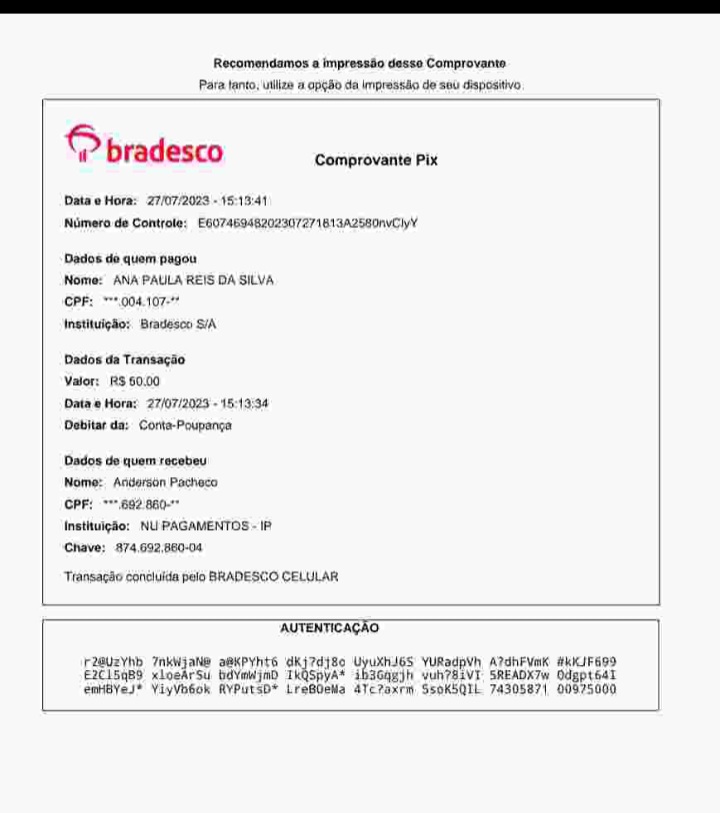 Recomendamos a impressão desse Comprovante
Para tanto, utilize a opção da impressão de seu dispositivo.
bradesco
Comprovante Pix
Data e Hora: 27/07/2023 - 15:13:41
Número de Controle: E60746948202307271813A2580nvClyY
Dados de quem pagou
Nome: ANA PAULA REIS DA SILVA
CPF: ***.004.107-**
Instituição: Bradesco S/A
Dados da Transação
Valor: R$ 50.00
Data e Hora: 27/07/2023 - 15:13:34
Debitar da: Conta-Poupança
Dados de quem recebeu
Nome: Anderson Pacheco
CPF: ***.692.860-**
Instituição: NU PAGAMENTOS - IP
Chave: 874.692.860-04
Transação concluída pelo BRADESCO CELULAR
AUTENTICAÇÃO
r2@UzYhb 7nkWjaN@ a@KPYht6 dKj7dj8c UyuXhJ6S YURadpVh A?dhFVmK #kKJF699
E2Cl5qB9 xloeArSu bdYmWjmD IkQSpyA* ib3Gqgjh vuh?8iVI 5READX7w Odgpt64I
emHBYeJ* YiyVb6ok RYPutsD* LreB0eMa 4Tc?axrm SsoK5QIL 74305871 00975000